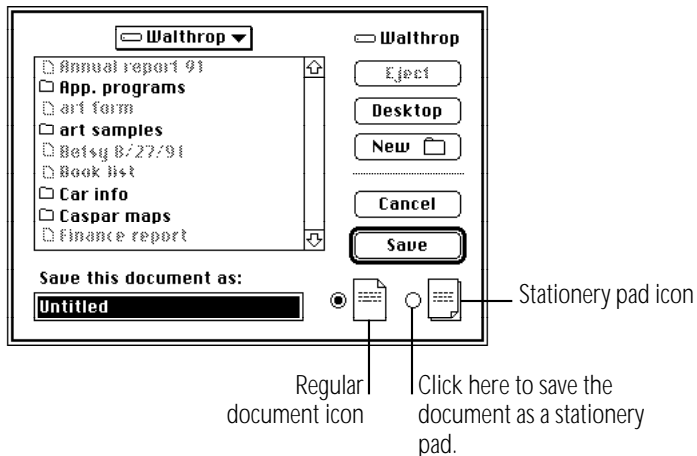 Walthrop
Walthrop
Annual report 91
App. programs
art form
art samples
Betsy 8/27/91
Book list
Car info
Caspar maps
Finance report
Eject
Desktop
New
Cancel
Save
Save this document as:
Untitled
Stationery pad icon
Regular
document icon
Click here to save the
document as a stationery
pad.